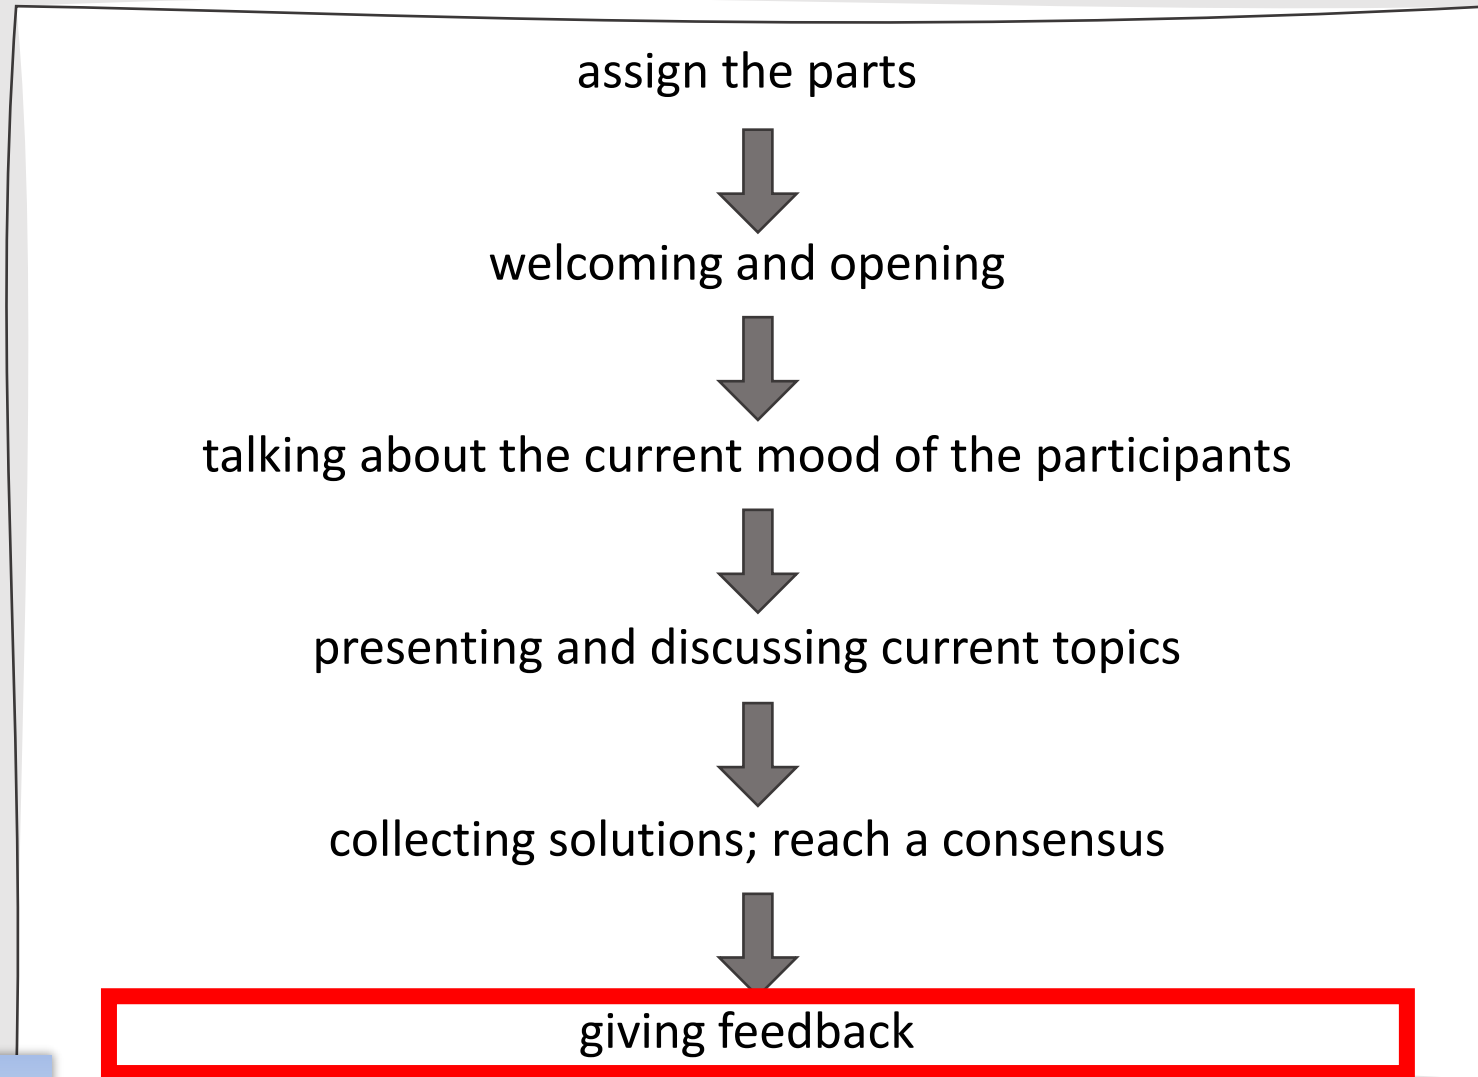 assign the parts
welcoming and opening
talking about the current mood of the participants
presenting and discussing current topics
collecting solutions; reach a consensus
giving feedback